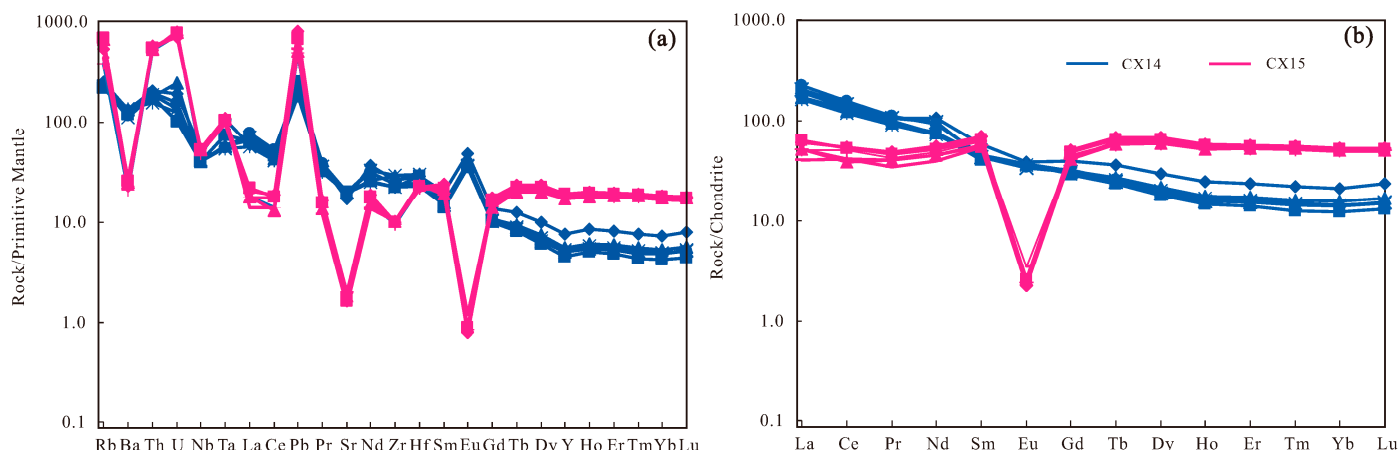 Rock/Primitive Mantle
1000.0
100.0
10.0
1.0
0.1
(a)
Rb Ba Th U Nb Ta La Ce Pb Pr Sr Nd Zr Hf Sm Eu Gd Tb Dy Y Ho Er Tm Yb Lu
Rock/Chondrite
1000.0
100.0
10.0
1.0
0.1
(b)
CX14 CX15
La Ce Pr Nd Sm Eu Gd Tb Dy Ho Er Tm Yb Lu